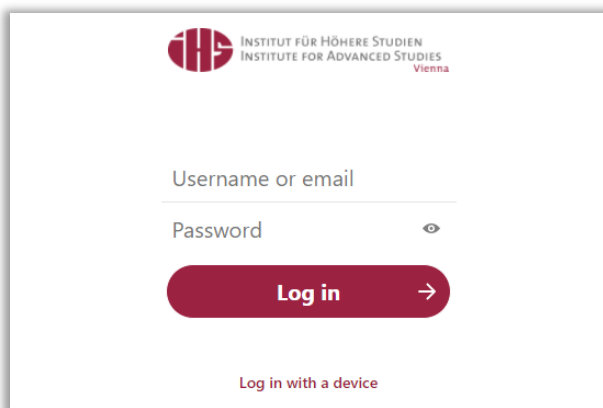 iHS
INSTITUT FÜR HÖHERE STUDIEN
INSTITUTE FOR ADVANCED STUDIES
Vienna
Username or email
Password
Log in
Log in with a device